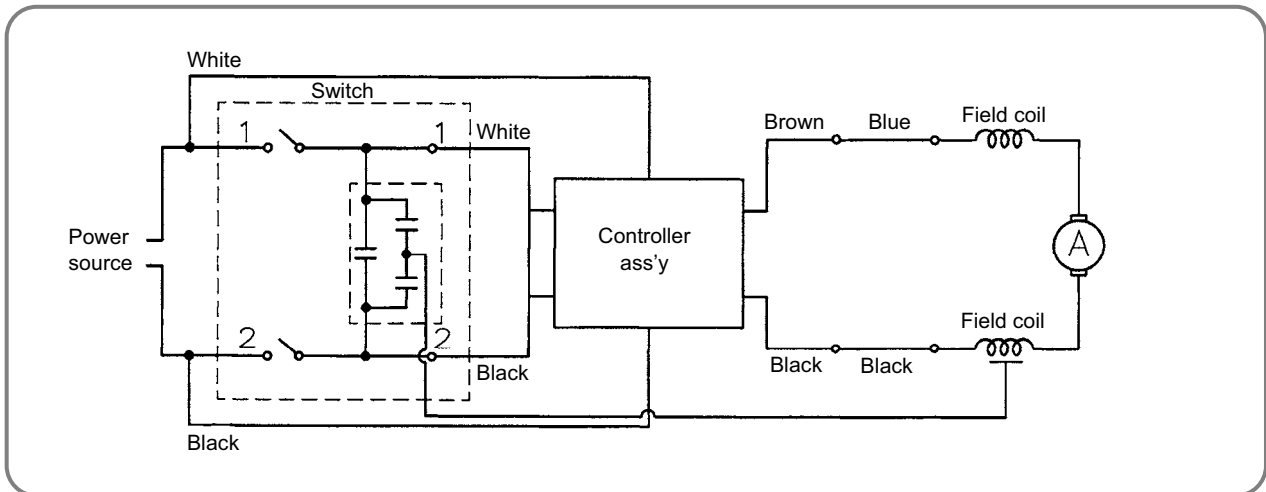 White
Switch
1
1
White
Brown
Blue
Field coil
Power
source
Controller
ass'y
A
2
2
Black
Black
Black
Field coil
Black